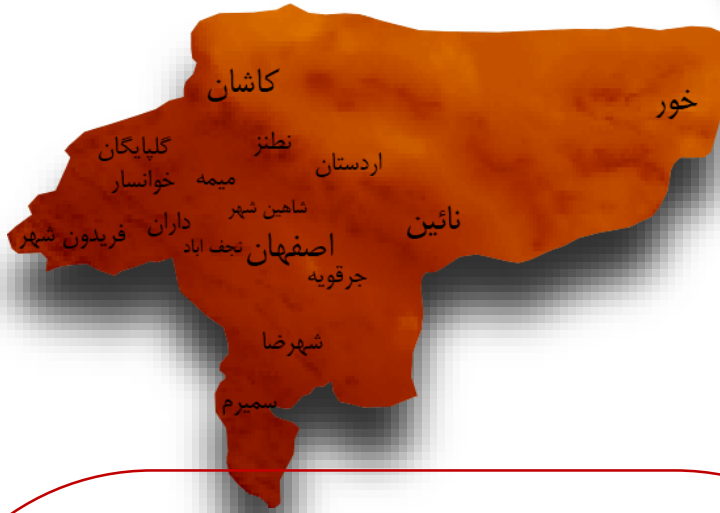 کاشان
خور
نطنز
گلپایگان
اردستان
میمه
خوانسار
شاهین شهر
نائین
داران
فریدون شهر
اصفهان
نجف اباد
جرقویه
شهرضا
سمیرم